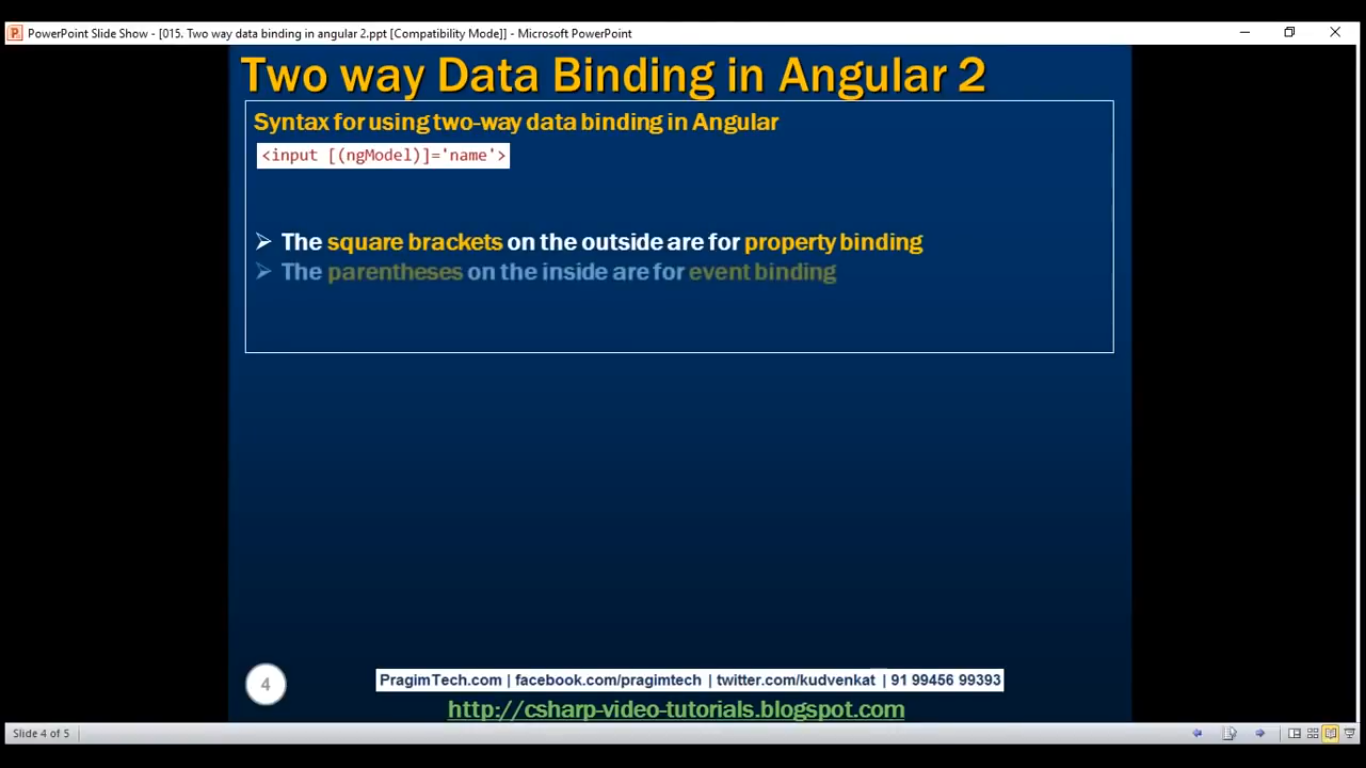 PowerPoint Slide Show - [015. Two way data binding in angular 2.ppt [Compatibility Mode]] - Microsoft PowerPoint
Two way Data Binding in Angular 2
Syntax for using two-way data binding in Angular
<input [(ngModel)]='name'>
➢ The square brackets on the outside are for property binding
➢ The parentheses on the inside are for event binding
4
PragimTech.com | facebook.com/pragimtech | twitter.com/kudvenkat | 91 99456 99393
http://csharp-video-tutorials.blogspot.com
Slide 4 of 5